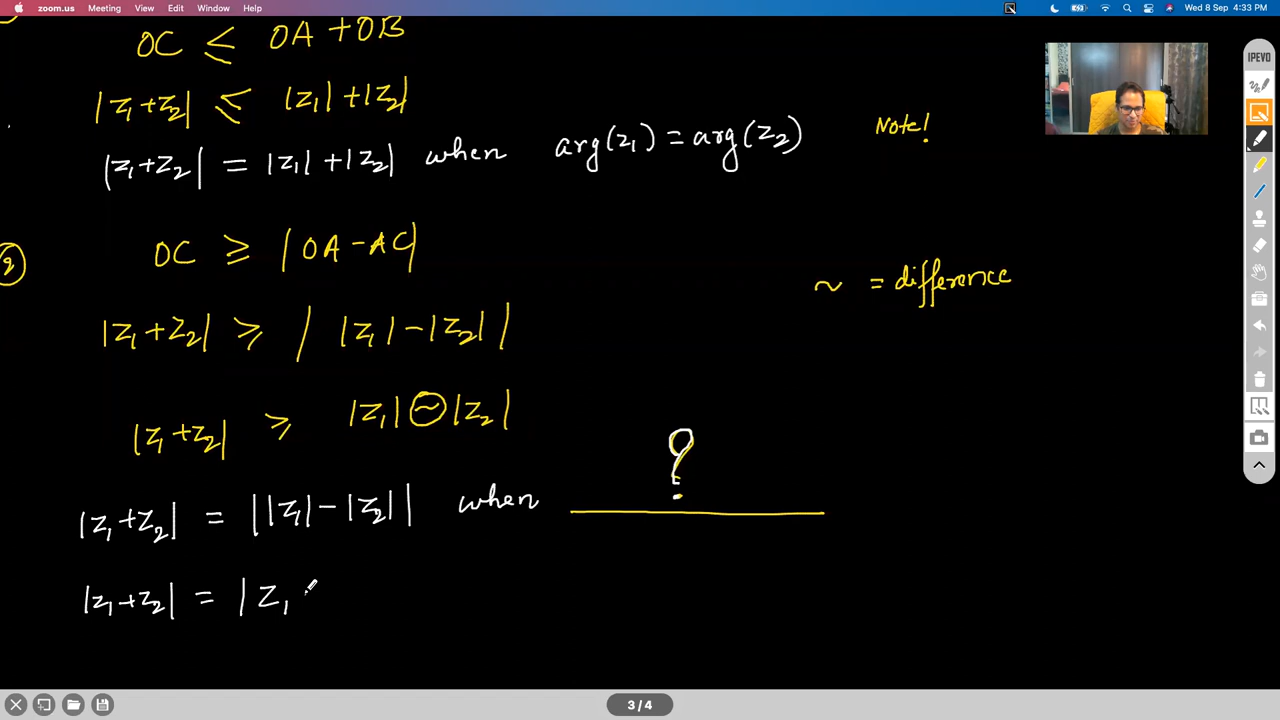 zoom.us Meeting View Edit Window Help Wed 8 Sep 4:33 PM
OC ≤ OA + OB
|z₁+z₂| ≤ |z₁|+|z₂|
|z₁+z₂| = |z₁|+|z₂| when arg(z₁) = arg(z₂) Note!
② OC ≥ |OA-AC|
~ = difference
|z₁+z₂| ≥ | |z₁|-|z₂| |
|z₁+z₂| ≥ |z₁| ~ |z₂|
|z₁+z₂| = ||z₁|-|z₂|| when ?
|z₁+z₂| = |z₁
IPEVO
3 / 4